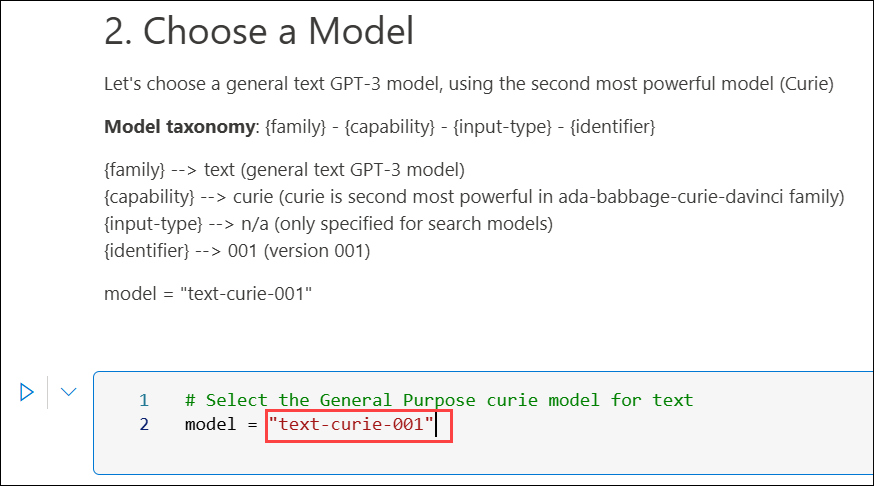 2. Choose a Model
Let's choose a general text GPT-3 model, using the second most powerful model (Curie)
Model taxonomy: {family} - {capability} - {input-type} - {identifier}
{family} --> text (general text GPT-3 model)
{capability} --> curie (curie is second most powerful in ada-babbage-curie-davinci family)
{input-type} --> n/a (only specified for search models)
{identifier} --> 001 (version 001)
model = "text-curie-001"
1 # Select the General Purpose curie model for text
2 model = "text-curie-001"